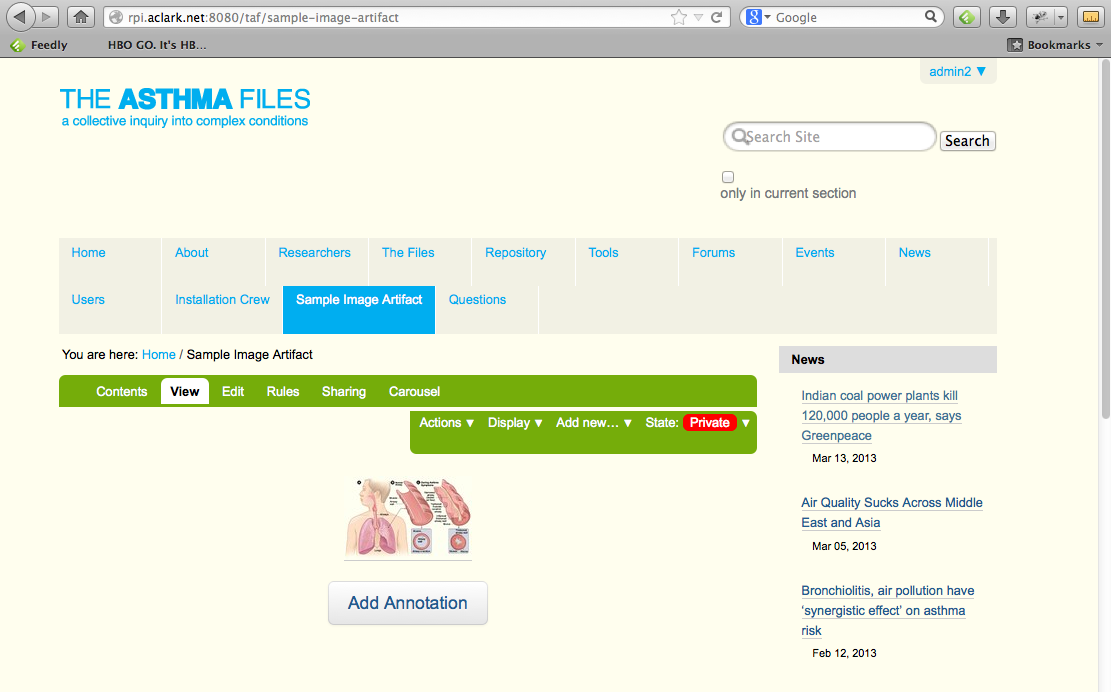 rpi.aclark.net:8080/taf/sample-image-artifact
Google
Feedly
HBO GO. It's HB...
Bookmarks
admin2 ▼
THE ASTHMA FILES
a collective inquiry into complex conditions
Search Site
Search
only in current section
Home About Researchers The Files Repository Tools Forums Events News
Users Installation Crew Sample Image Artifact Questions
You are here: Home / Sample Image Artifact
Contents View Edit Rules Sharing Carousel
Actions ▼ Display ▼ Add new... ▼ State: Private ▼
Add Annotation
News
Indian coal power plants kill
120,000 people a year, says
Greenpeace
Mar 13, 2013
Air Quality Sucks Across Middle
East and Asia
Mar 05, 2013
Bronchiolitis, air pollution have
‘synergistic effect’ on asthma
risk
Feb 12, 2013